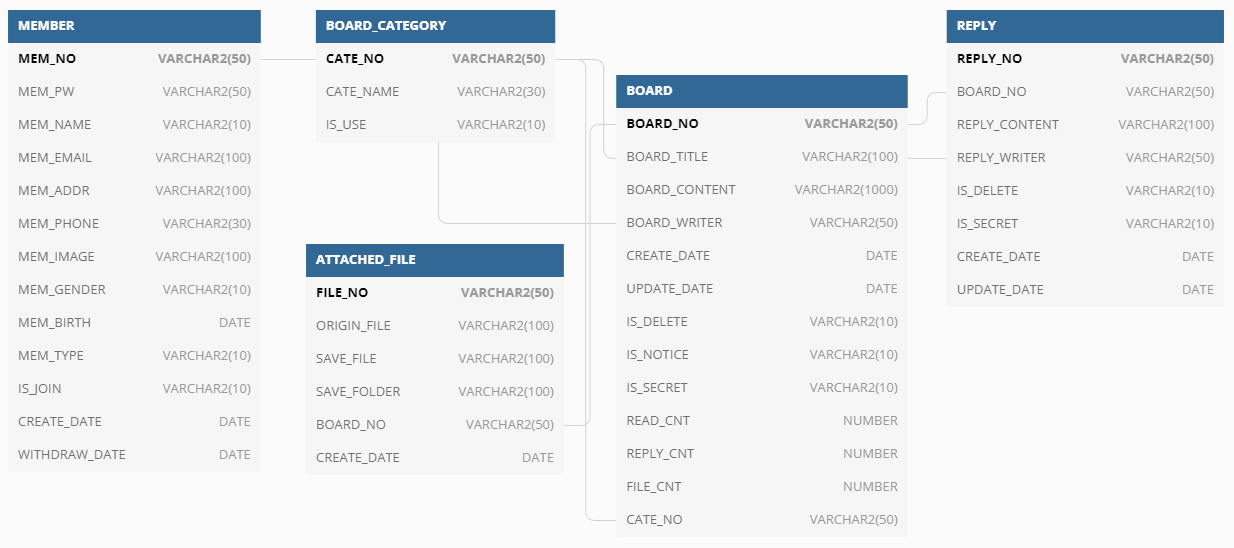 MEMBER
MEM_NO VARCHAR2(50)
MEM_PW VARCHAR2(50)
MEM_NAME VARCHAR2(10)
MEM_EMAIL VARCHAR2(100)
MEM_ADDR VARCHAR2(100)
MEM_PHONE VARCHAR2(30)
MEM_IMAGE VARCHAR2(100)
MEM_GENDER VARCHAR2(10)
MEM_BIRTH DATE
MEM_TYPE VARCHAR2(10)
IS_JOIN VARCHAR2(10)
CREATE_DATE DATE
WITHDRAW_DATE DATE
BOARD_CATEGORY
CATE_NO VARCHAR2(50)
CATE_NAME VARCHAR2(30)
IS_USE VARCHAR2(10)
ATTACHED_FILE
FILE_NO VARCHAR2(50)
ORIGIN_FILE VARCHAR2(100)
SAVE_FILE VARCHAR2(100)
SAVE_FOLDER VARCHAR2(100)
BOARD_NO VARCHAR2(50)
CREATE_DATE DATE
BOARD
BOARD_NO VARCHAR2(50)
BOARD_TITLE VARCHAR2(100)
BOARD_CONTENT VARCHAR2(1000)
BOARD_WRITER VARCHAR2(50)
CREATE_DATE DATE
UPDATE_DATE DATE
IS_DELETE VARCHAR2(10)
IS_NOTICE VARCHAR2(10)
IS_SECRET VARCHAR2(10)
READ_CNT NUMBER
REPLY_CNT NUMBER
FILE_CNT NUMBER
CATE_NO VARCHAR2(50)
REPLY
REPLY_NO VARCHAR2(50)
BOARD_NO VARCHAR2(50)
REPLY_CONTENT VARCHAR2(100)
REPLY_WRITER VARCHAR2(50)
IS_DELETE VARCHAR2(10)
IS_SECRET VARCHAR2(10)
CREATE_DATE DATE
UPDATE_DATE DATE